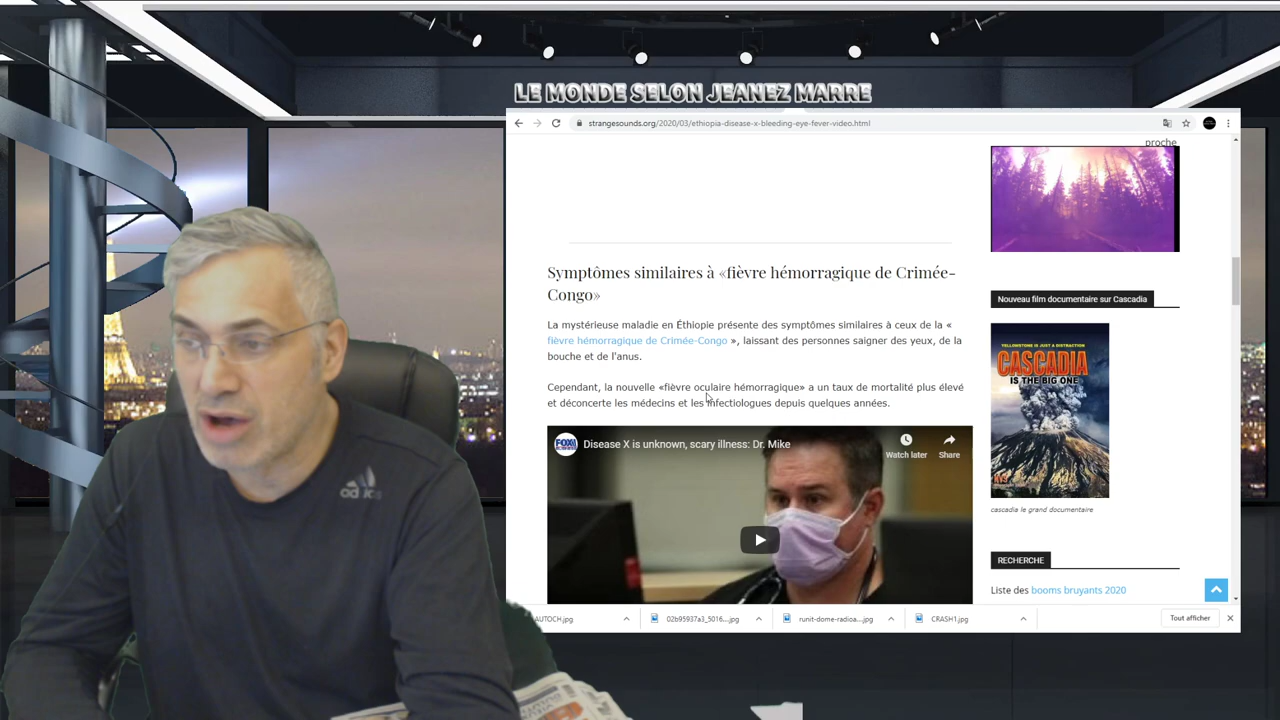 LE MONDE SELON JEANEZ MARRE
strangesounds.org/2020/03/ethiopia-disease-x-bleeding-eye-fever-video.html
proche
Symptômes similaires à «fièvre hémorragique de Crimée-
Congo»
La mystérieuse maladie en Éthiopie présente des symptômes similaires à ceux de la «
fièvre hémorragique de Crimée-Congo », laissant des personnes saigner des yeux, de la
bouche et de l'anus.
Cependant, la nouvelle «fièvre oculaire hémorragique» a un taux de mortalité plus élevé
et déconcerte les médecins et les infectiologues depuis quelques années.
Disease X is unknown, scary illness: Dr. Mike
Watch later
Share
Nouveau film documentaire sur Cascadia
YELLOWSTONE IS JUST A DISTRACTION
CASCADIA
IS THE BIG ONE
cascadia le grand documentaire
RECHERCHE
Liste des booms bruyants 2020
AUTOCH.jpg
02b95937a3_5016....jpg
runit-dome-radioa....jpg
CRASH1.jpg
Tout afficher